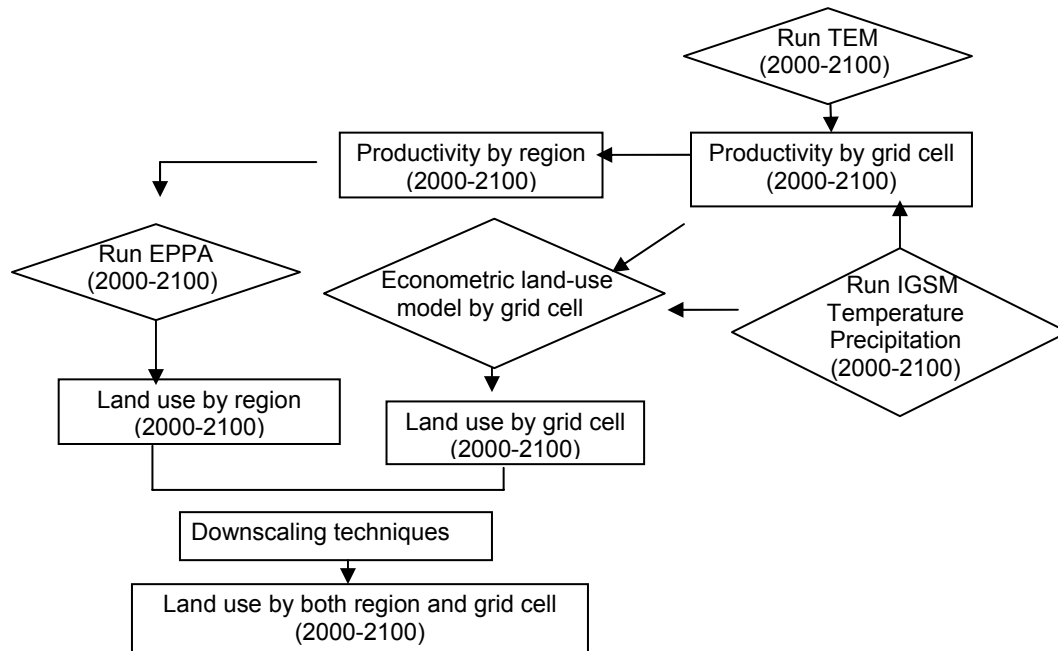 Run TEM
(2000-2100)
Productivity by region
(2000-2100)
Productivity by grid cell
(2000-2100)
Run EPPA
(2000-2100)
Econometric land-use
model by grid cell
Run IGSM
Temperature
Precipitation
(2000-2100)
Land use by region
(2000-2100)
Land use by grid cell
(2000-2100)
Downscaling techniques
Land use by both region and grid cell
(2000-2100)